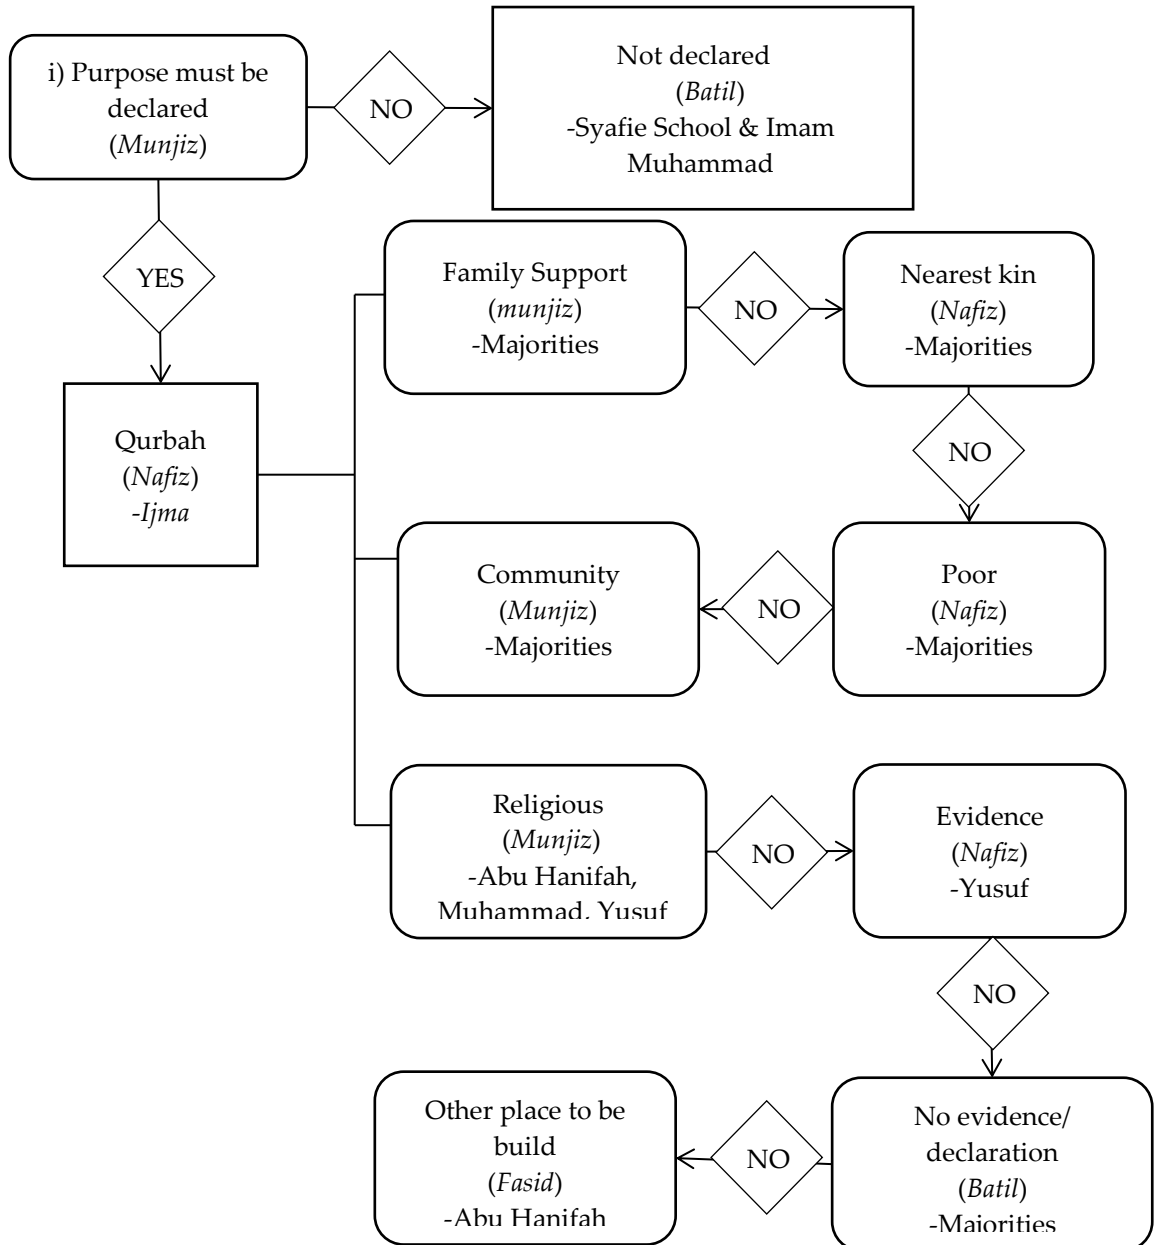 i) Purpose must be
declared
(Munjiz)
NO
Not declared
(Batil)
-Syafie School & Imam
Muhammad
YES
Qurbah
(Nafiz)
-Ijma
Family Support
(munjiz)
-Majorities
NO
Nearest kin
(Nafiz)
-Majorities
NO
Poor
(Nafiz)
-Majorities
NO
Community
(Munjiz)
-Majorities
Religious
(Munjiz)
-Abu Hanifah,
Muhammad, Yusuf
NO
Evidence
(Nafiz)
-Yusuf
NO
No evidence/
declaration
(Batil)
-Majorities
NO
Other place to be
build
(Fasid)
-Abu Hanifah